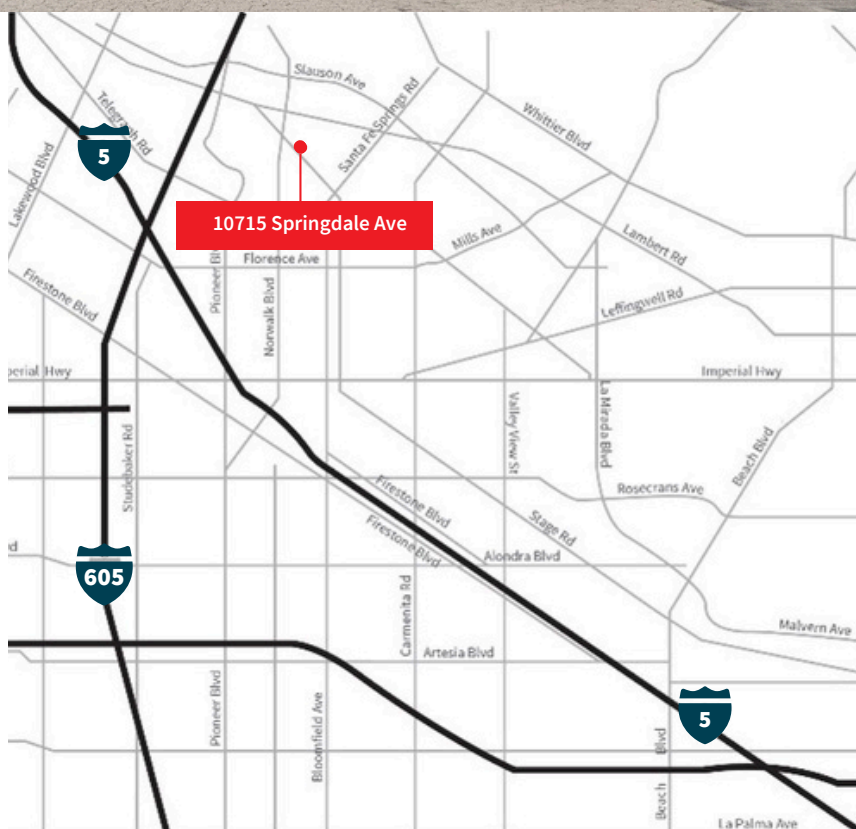 Slauson Ave
Telegraph Rd
Santa Fe Springs Rd
Whittier Blvd
5
Lakewood Blvd
10715 Springdale Ave
Mills Ave
Lambert Rd
Pioneer Bl
Florence Ave
Firestone Blvd
Norwalk Blvd
Leffingwell Rd
perial Hwy
Imperial Hwy
Valley View St
La Mirada Blvd
Studebaker Rd
Beach Blvd
Rosecrans Ave
Firestone Blvd
Firestone Blvd
Stage Rd
d
Alondra Blvd
605
Carmenita Rd
Malvern Ave
Artesia Blvd
Pioneer Blvd
Bloomfield Ave
5
Beach Blvd
La Palma Ave